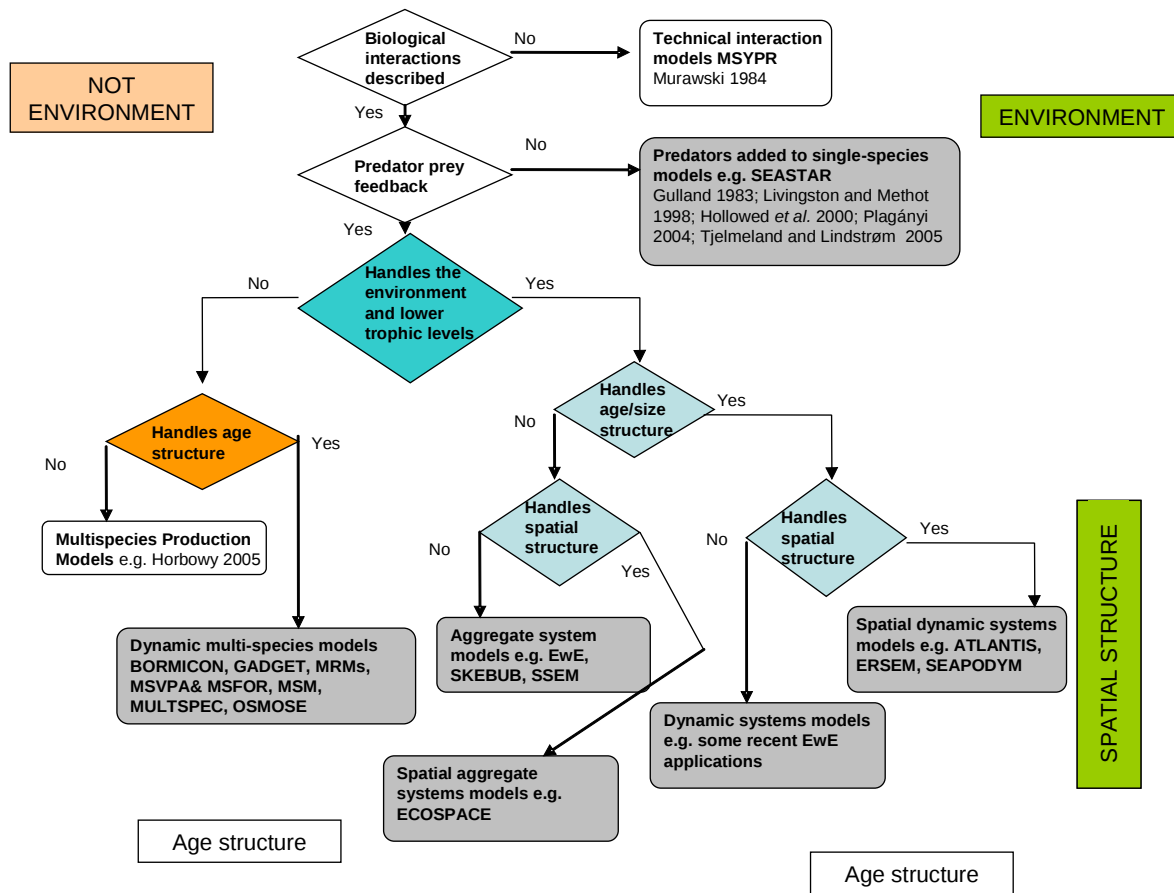 No
Biological
interactions
described
Technical interaction
models MSYPR
Murawski 1984
NOT
ENVIRONMENT
ENVIRONMENT
Yes
No
Predator prey
feedback
Predators added to single-species
models e.g. SEASTAR
Gulland 1983; Livingston and Methot
1998; Hollowed et al. 2000; Plagányi
2004; Tjelmeland and Lindstrøm 2005
Yes
No
Handles the
environment
and lower
trophic levels
Yes
Handles
age/size
structure
Yes
No
Handles age
structure
Yes
No
Handles
spatial
structure
No
Yes
Handles
spatial
structure
No
Yes
Multispecies Production
Models e.g. Horbowy 2005
SPATIAL STRUCTURE
Dynamic multi-species models
BORMICON, GADGET, MRMs,
MSVPA& MSFOR, MSM,
MULTSPEC, OSMOSE
Aggregate system
models e.g. EwE,
SKEBUB, SSEM
Spatial dynamic systems
models e.g. ATLANTIS,
ERSEM, SEAPODYM
Dynamic systems models
e.g. some recent EwE
applications
Spatial aggregate
systems models e.g.
ECOSPACE
Age structure
Age structure